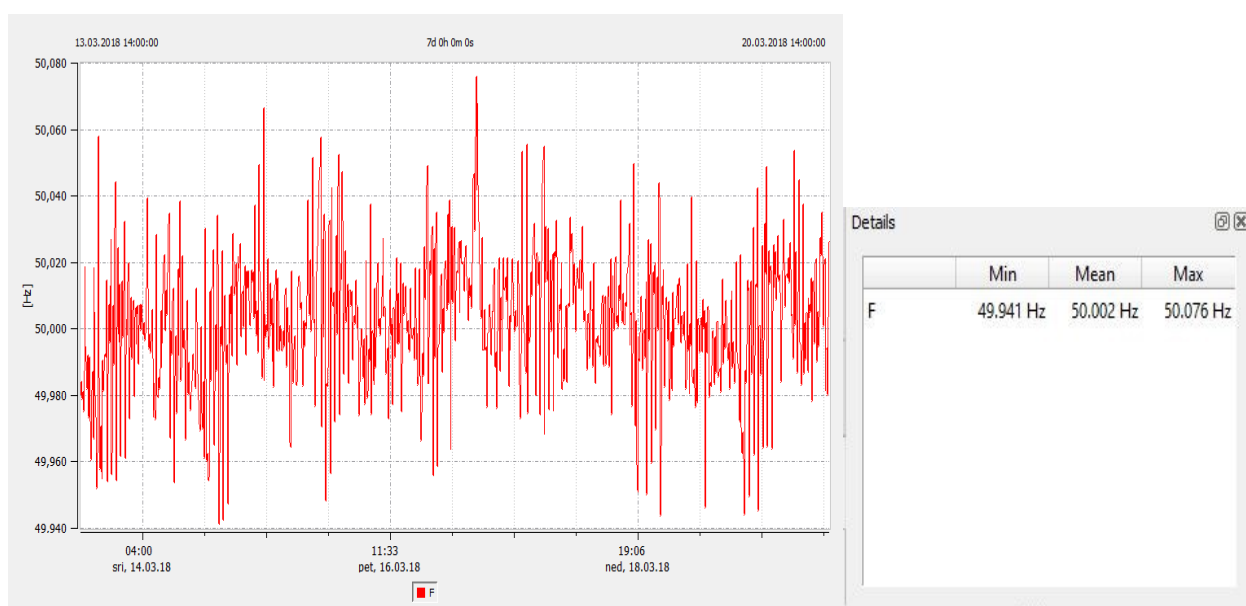 13.03.2018 14:00:00 7d 0h 0m 0s 20.03.2018 14:00:00
50,080
50,060
50,040
50,020
50,000
49,980
49,960
49.940
[Hz]
04:00 11:33 19:06
sri, 14.03.18 pet, 16.03.18 ned, 18.03.18
F
Details
Min Mean Max
F 49.941 Hz 50.002 Hz 50.076 Hz